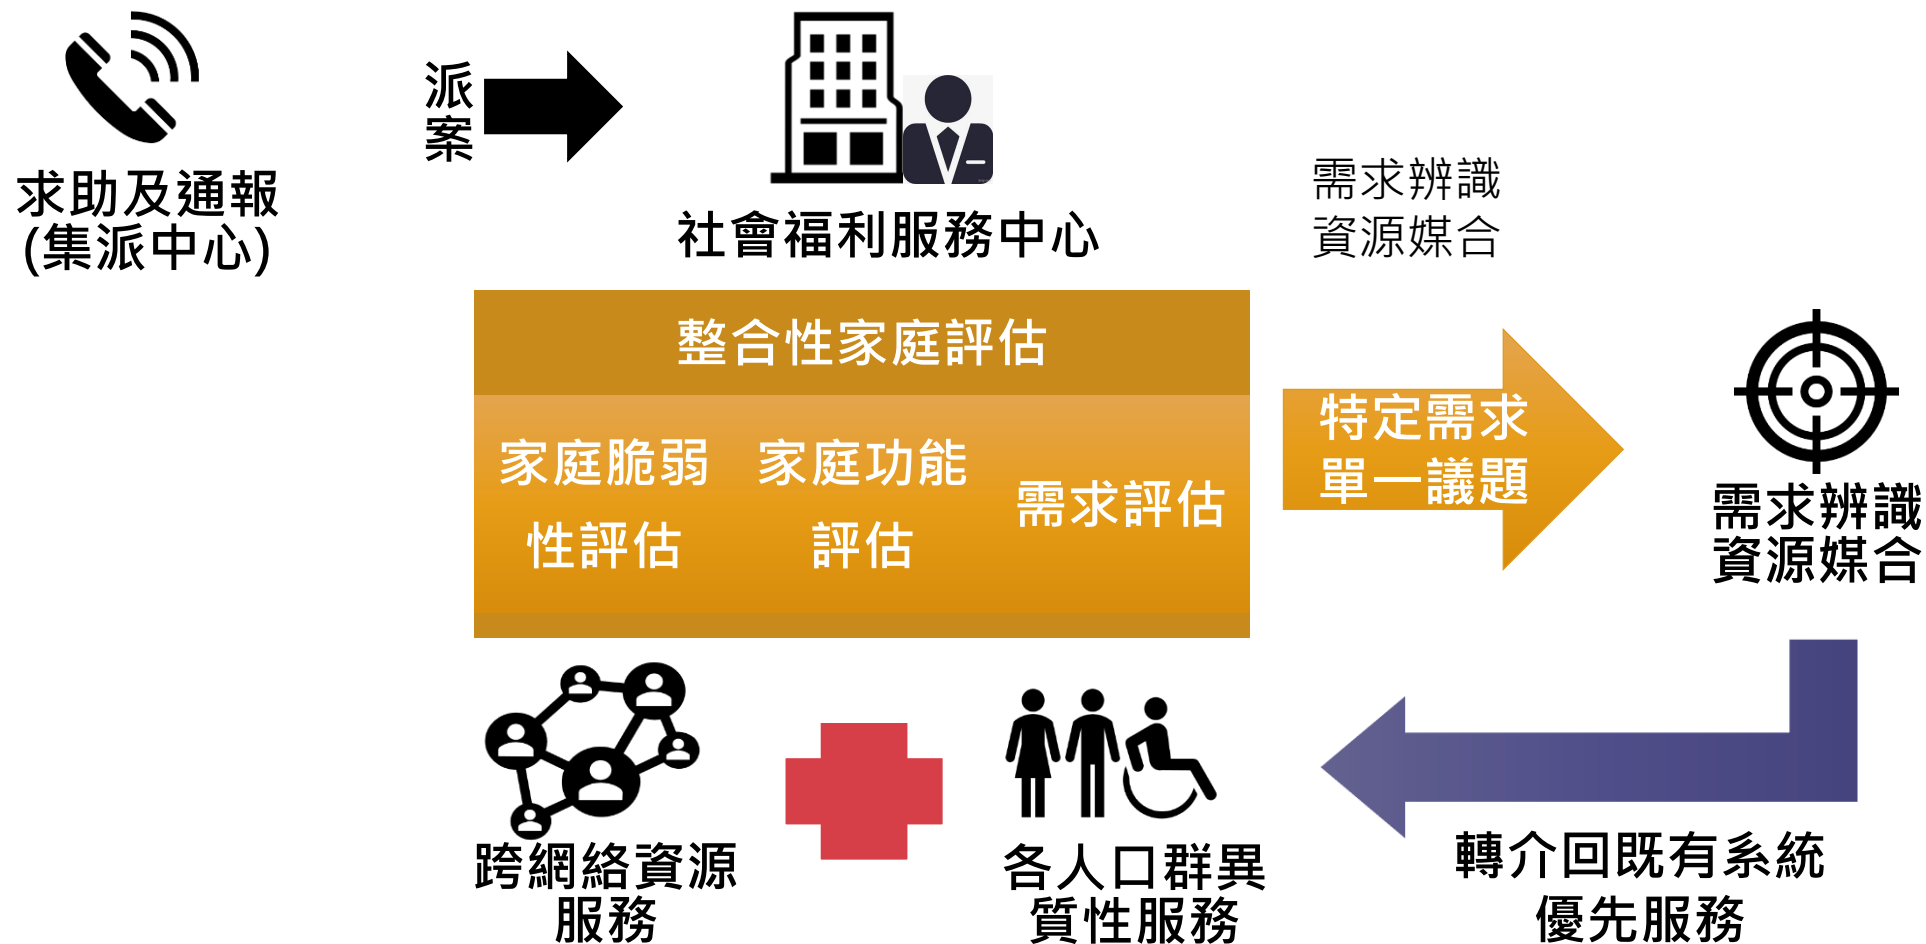 求助及通報
(集派中心)
派
案
社會福利服務中心
需求辨識
資源媒合
整合性家庭評估
家庭脆弱
性評估
家庭功能
評估
需求評估
特定需求
單一議題
需求辨識
資源媒合
跨網絡資源
服務
各人口群異
質性服務
轉介回既有系統
優先服務